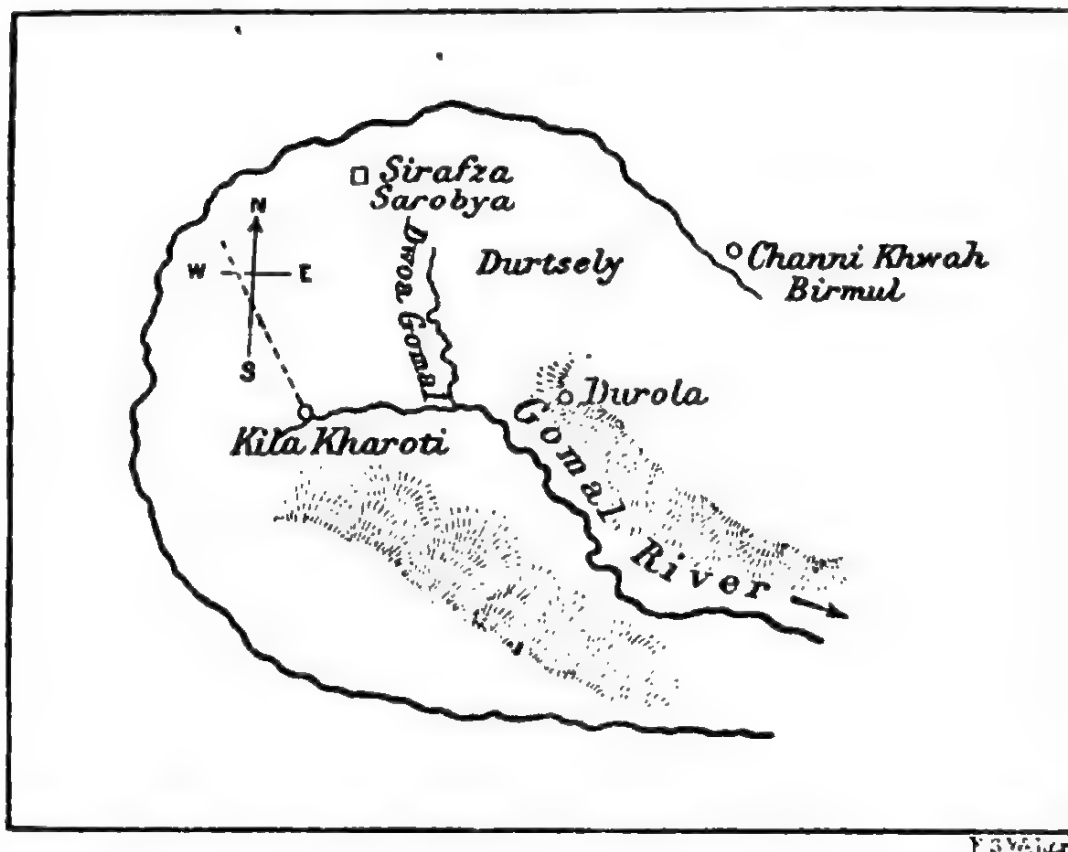 Sirafza
Sarobya
N
W E
S
Dwoa Gomal
Durtsely
Channi Khwah
Birmul
Durola
Kila Kharoti
Gomal River